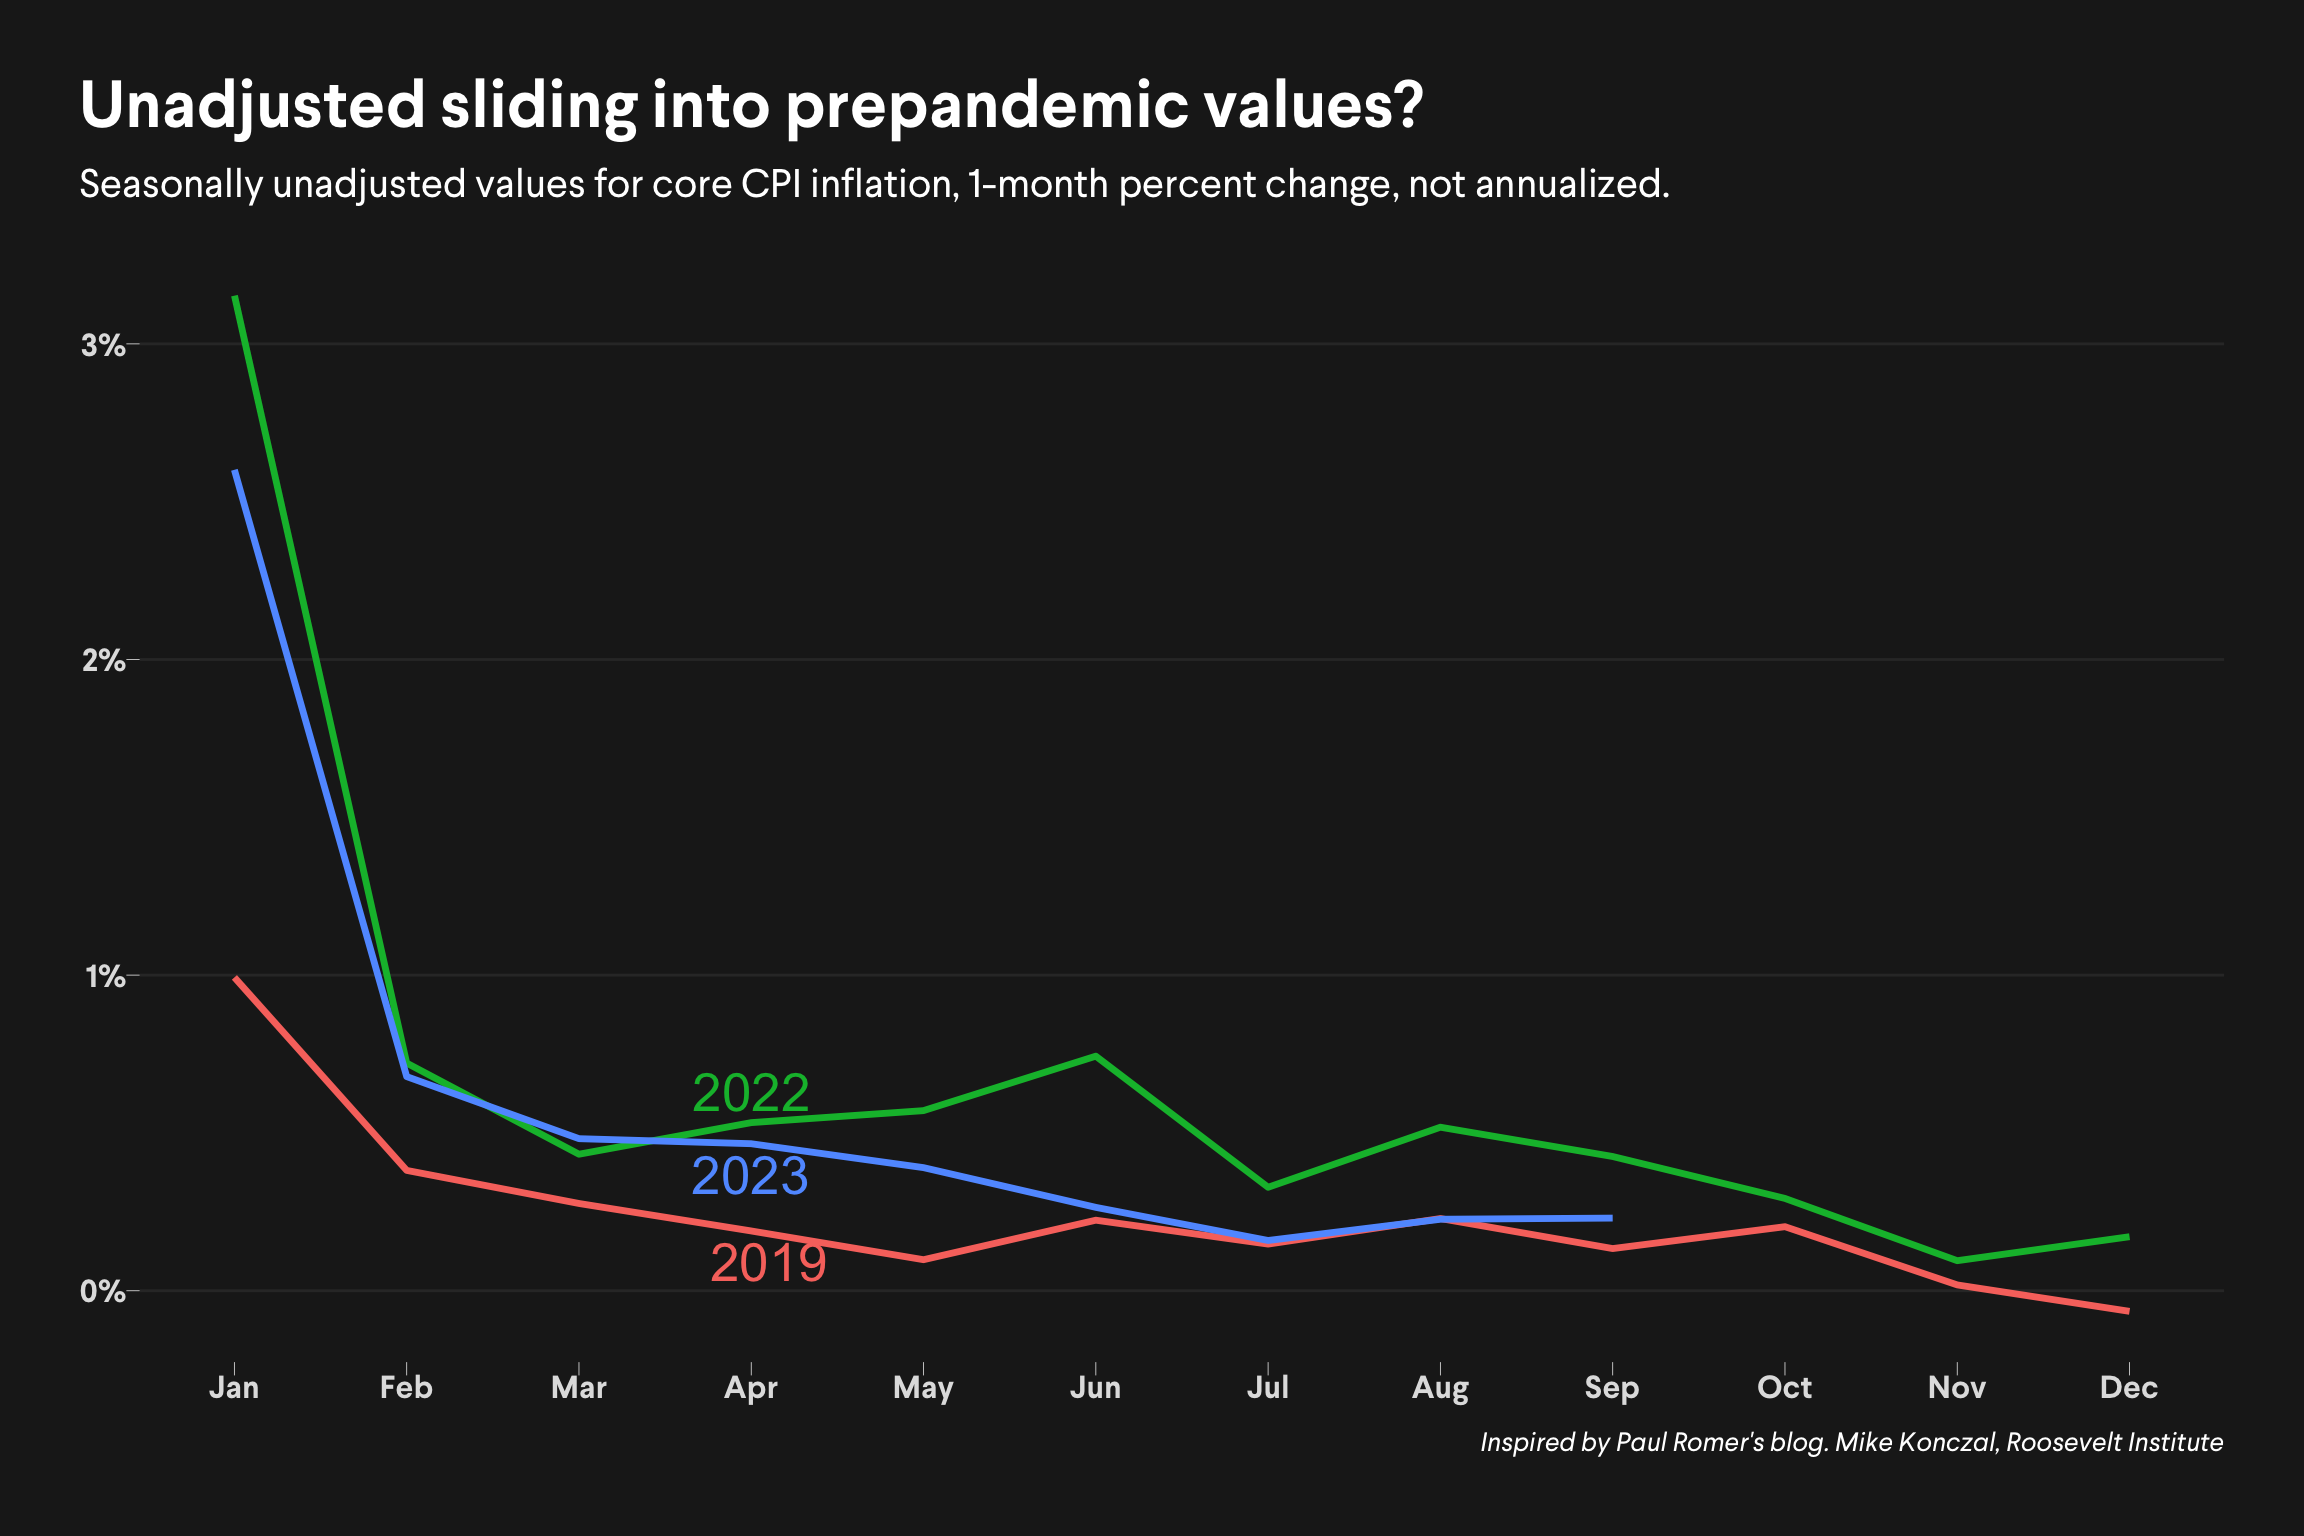 Unadjusted sliding into prepandemic values?
Seasonally unadjusted values for core CPI inflation, 1-month percent change, not annualized.
3%
2%
1%
0%
2022
2023
2019
Jan Feb Mar Apr May Jun Jul Aug Sep Oct Nov Dec
Inspired by Paul Romer's blog. Mike Konczal, Roosevelt Institute